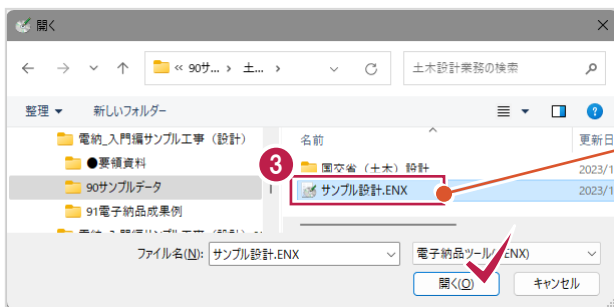 開く
« 90サ... › 土... ›
土木設計業務の検索
整理 新しいフォルダー
電納_入門編サンプル工事（設計）
●要領資料
90サンプルデータ
91電子納品成果例
名前 更新日
国交省（土木）設計 2023/1
3
サンプル設計.ENX 2023/1
ファイル名(N): サンプル設計.ENX
開く(O) キャンセル